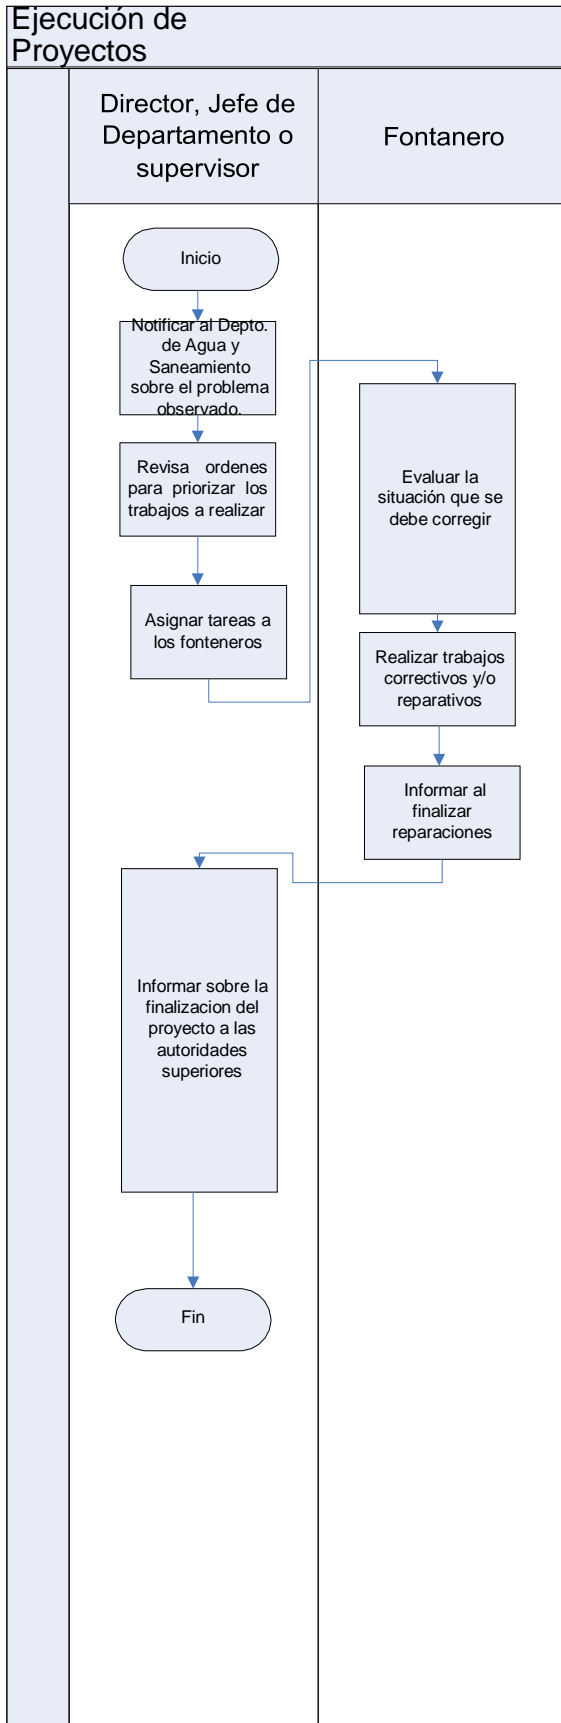 Ejecución de
Proyectos
Director, Jefe de
Departamento o
supervisor
Fontanero
Inicio
Notificar al Depto.
de Agua y
Saneamiento
sobre el problema
observado.
Revisa ordenes
para priorizar los
trabajos a realizar
Asignar tareas a
los fonteneros
Evaluar la
situación que se
debe corregir
Realizar trabajos
correctivos y/o
reparativos
Informar al
finalizar
reparaciones
Informar sobre la
finalizacion del
proyecto a las
autoridades
superiores
Fin